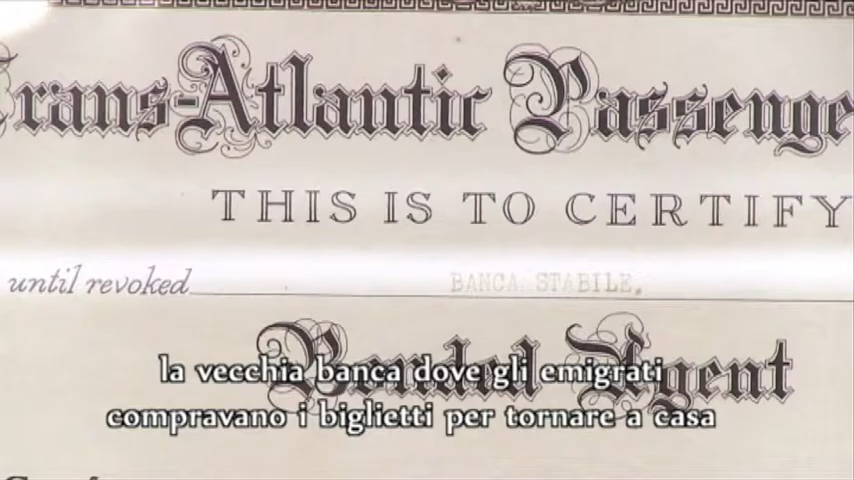 Trans-Atlantic Passenge
THIS IS TO CERTIFY
until revoked BANCA STABILE,
Bonded Agent
la vecchia banca dove gli emigrati
compravano i biglietti per tornare a casa